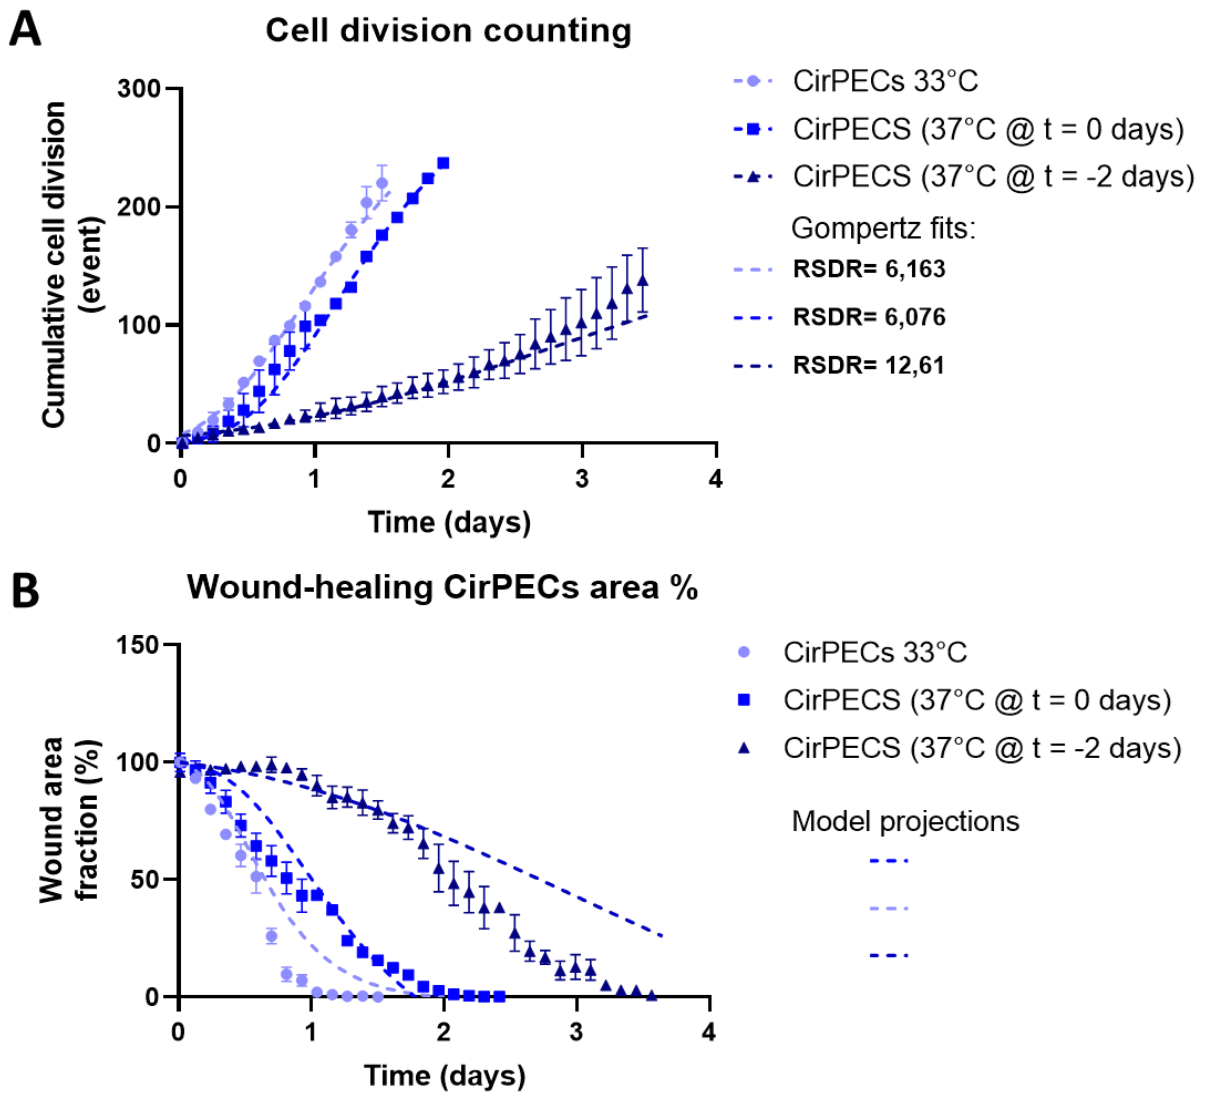 A
Cell division counting
Cumulative cell division
(event)
300
200
100
0
0 1 2 3 4
Time (days)
CirPECs 33°C
CirPECS (37°C @ t = 0 days)
CirPECS (37°C @ t = -2 days)
Gompertz fits:
RSDR= 6,163
RSDR= 6,076
RSDR= 12,61
B
Wound-healing CirPECs area %
Wound area
fraction (%)
150
100
50
0
0 1 2 3 4
Time (days)
CirPECs 33°C
CirPECS (37°C @ t = 0 days)
CirPECS (37°C @ t = -2 days)
Model projections